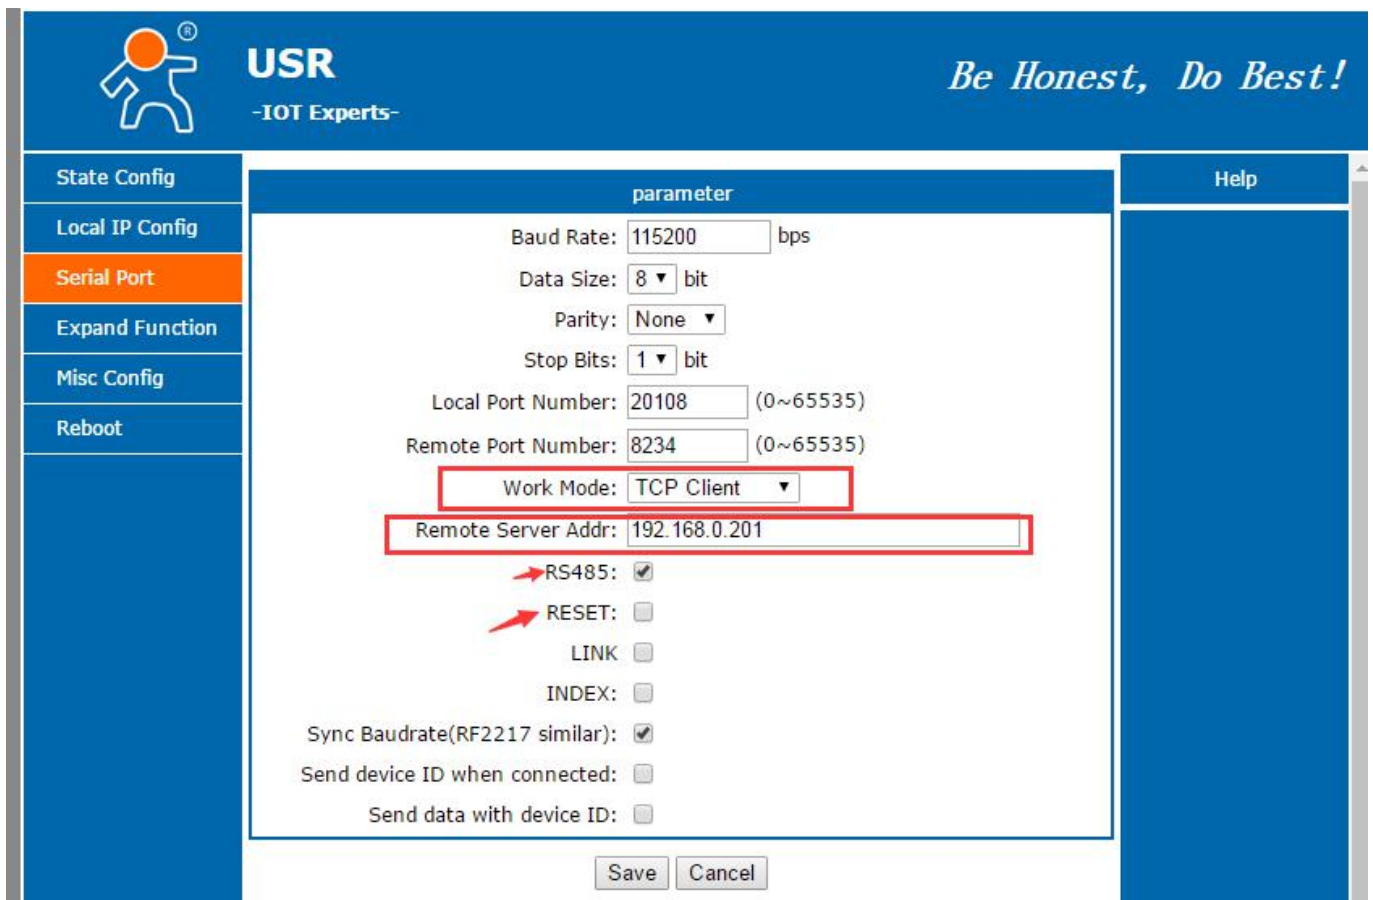 ®
USR
-IOT Experts-
Be Honest, Do Best!
State Config
Local IP Config
Serial Port
Expand Function
Misc Config
Reboot
parameter
Baud Rate: 115200 bps
Data Size: 8 bit
Parity: None
Stop Bits: 1 bit
Local Port Number: 20108 (0~65535)
Remote Port Number: 8234 (0~65535)
Work Mode: TCP Client
Remote Server Addr: 192.168.0.201
RS485:
RESET:
LINK
INDEX:
Sync Baudrate(RF2217 similar):
Send device ID when connected:
Send data with device ID:
Save Cancel
Help